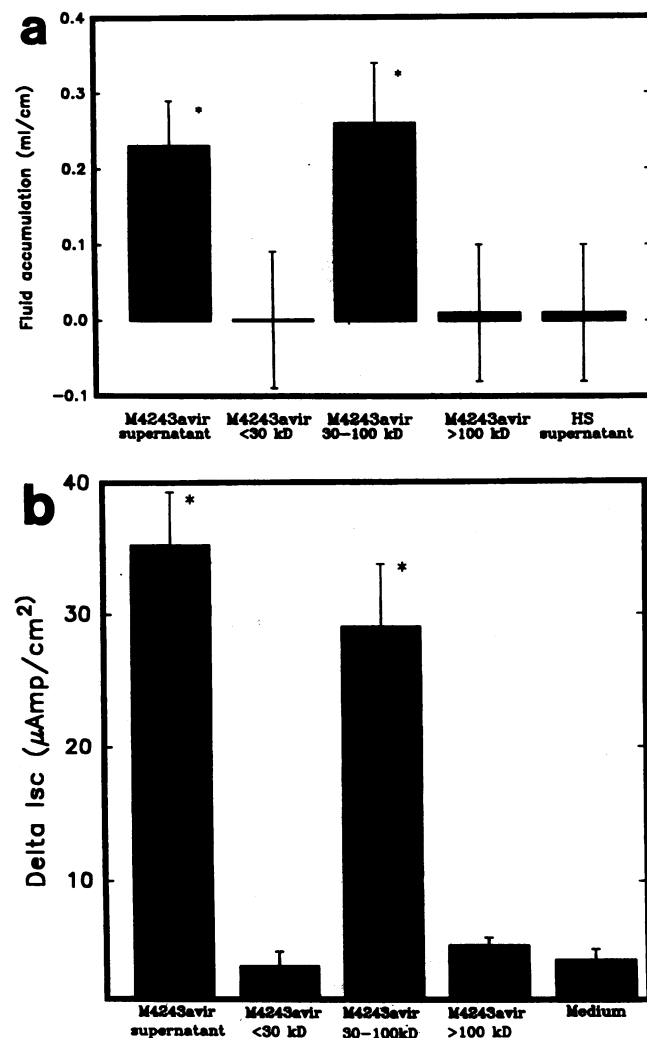 a
Fluid accumulation (ml/cm)
0.4
0.3
0.2
0.1
0.0
-0.1
*
*
M4243avir supernatant
M4243avir <30 kD
M4243avir 30-100 kD
M4243avir >100 kD
HS supernatant
b
Delta Isc (μAmp/cm²)
40
30
20
10
*
*
M4243avir supernatant
M4243avir <30 kD
M4243avir 30-100kD
M4243avir >100 kD
Medium